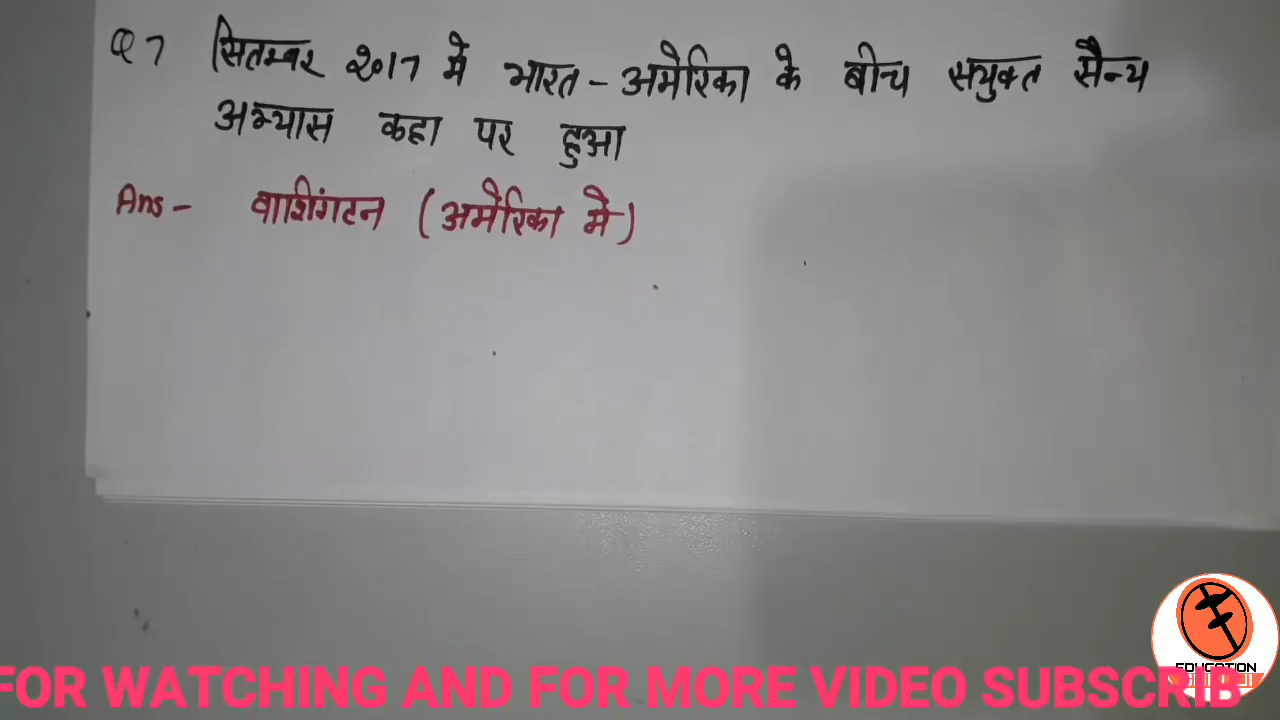 Q 7 सितम्बर 2017 मे भारत - अमेरिका के बीच सयुक्त सैन्य
अभ्यास कहा पर हुआ
Ans - वाशिंगटन (अमेरिका मे)
EDUCATION
FOR WATCHING AND FOR MORE VIDEO SUBSCRIB